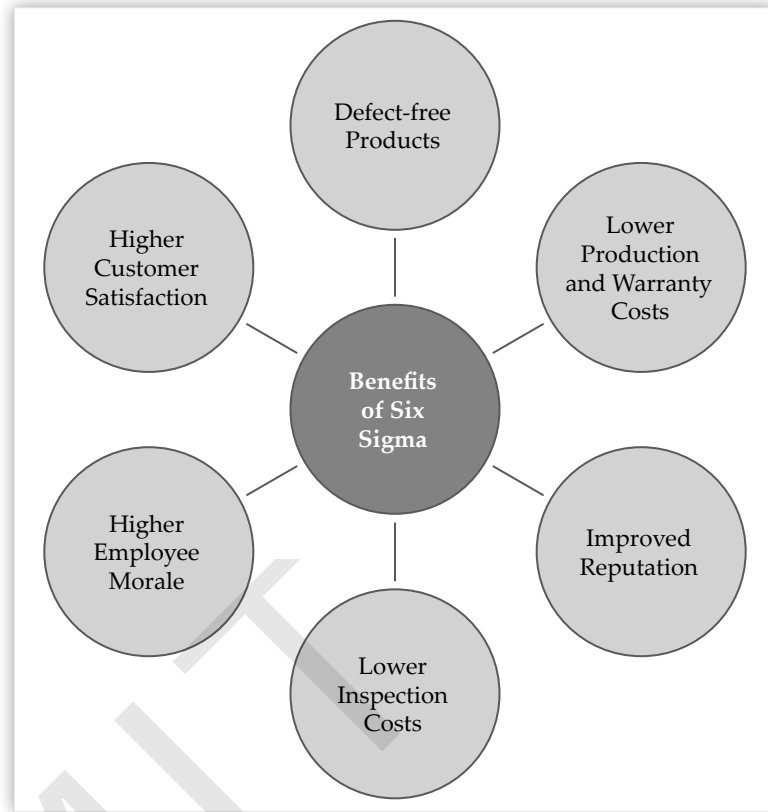 Defect-free
Products
Higher
Customer
Satisfaction
Lower
Production
and Warranty
Costs
Benefits
of Six
Sigma
Higher
Employee
Morale
Improved
Reputation
Lower
Inspection
Costs
MIT